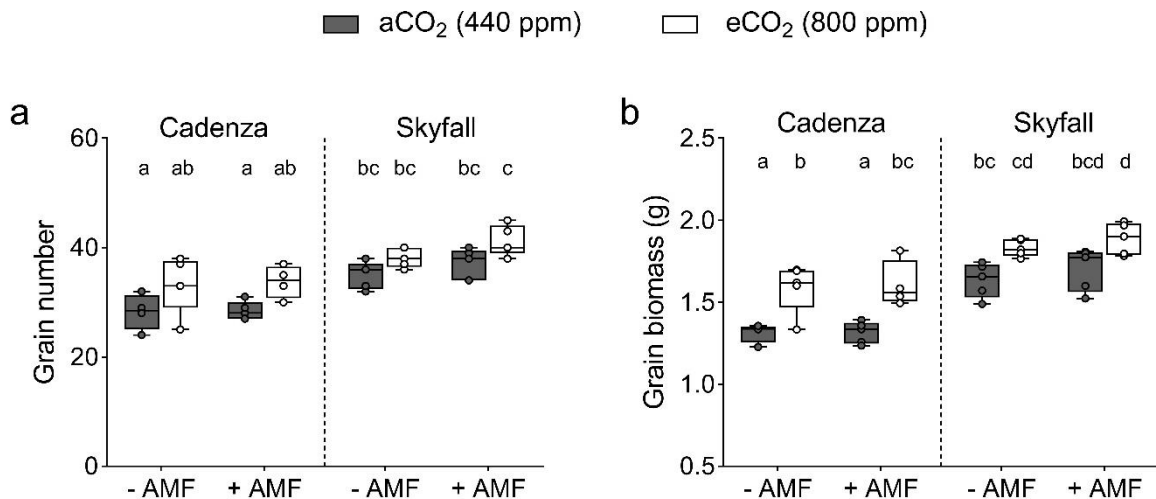 aCO₂ (440 ppm) eCO₂ (800 ppm)
a
Cadenza Skyfall
60
a ab a ab bc bc bc c
40
20
0
Grain number
- AMF + AMF - AMF + AMF
b
Cadenza Skyfall
2.5
a b a bc bc cd bcd d
2.0
1.5
1.0
0.5
Grain biomass (g)
- AMF + AMF - AMF + AMF